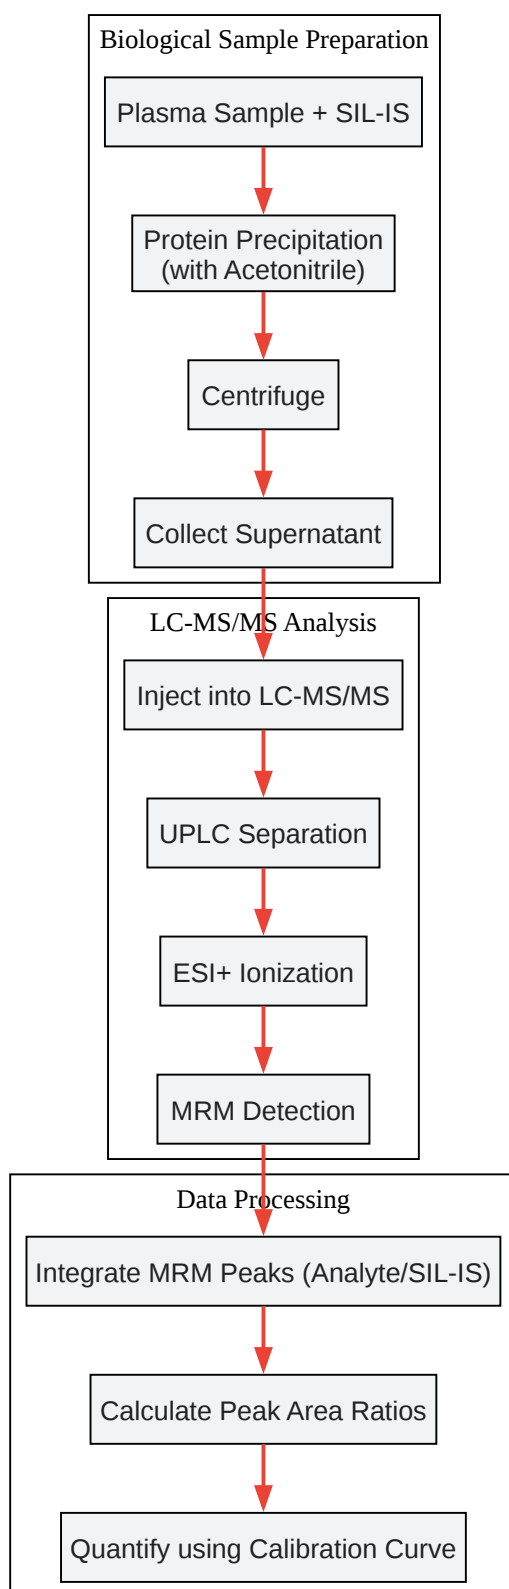 Biological Sample Preparation
Plasma Sample + SIL-IS
Protein Precipitation
(with Acetonitrile)
Centrifuge
Collect Supernatant
LC-MS/MS Analysis
Inject into LC-MS/MS
UPLC Separation
ESI+ Ionization
MRM Detection
Data Processing
Integrate MRM Peaks (Analyte/SIL-IS)
Calculate Peak Area Ratios
Quantify using Calibration Curve